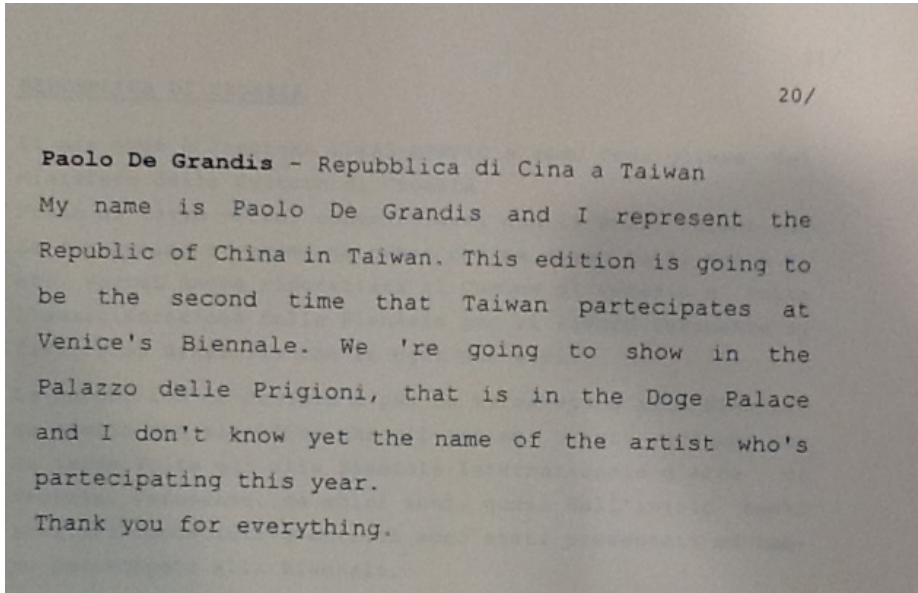 20/
Paolo De Grandis - Repubblica di Cina a Taiwan
My name is Paolo De Grandis and I represent the
Republic of China in Taiwan. This edition is going to
be the second time that Taiwan partecipates at
Venice's Biennale. We 're going to show in the
Palazzo delle Prigioni, that is in the Doge Palace
and I don't know yet the name of the artist who's
partecipating this year.
Thank you for everything.